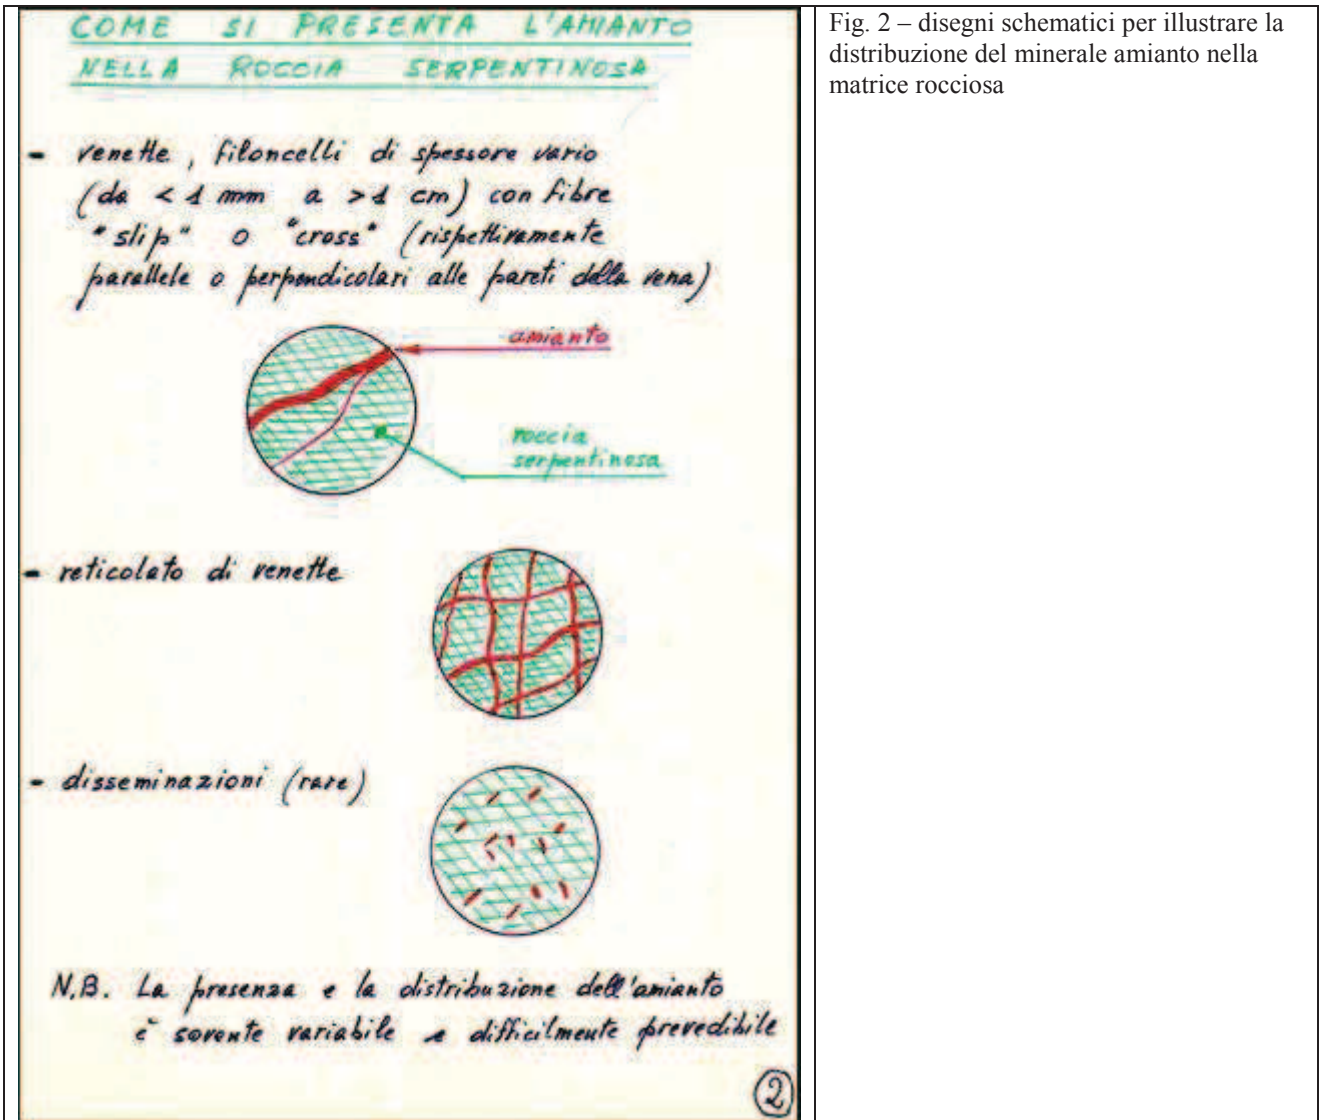 COME SI PRESENTA L'AMIANTO
NELLA ROCCIA SERPENTINOSA
- venette, filoncelli di spessore vario
(da < 1 mm a > 1 cm) con fibre
"slip" o "cross" (rispettivamente
parallele o perpendicolari alle pareti della vena)
amianto
roccia
serpentinosa
- reticolato di venette
- disseminazioni (rare)
N.B. La presenza e la distribuzione dell'amianto
è sovente variabile e difficilmente prevedibile
2
Fig. 2 – disegni schematici per illustrare la
distribuzione del minerale amianto nella
matrice rocciosa